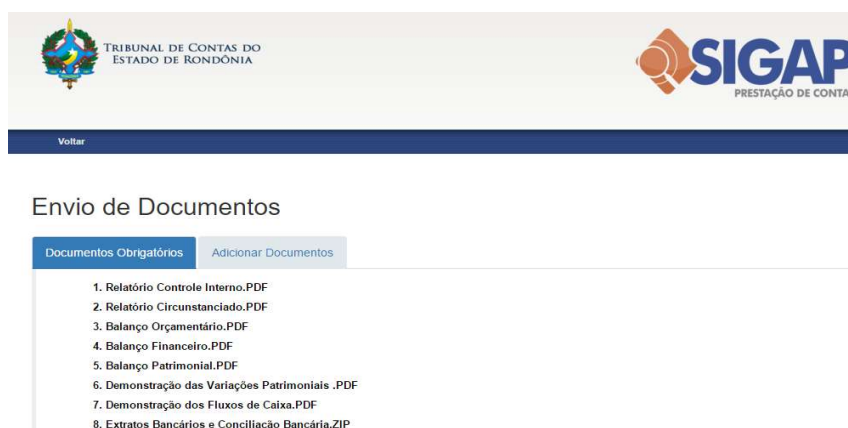 TRIBUNAL DE CONTAS DO
ESTADO DE RONDÔNIA
SIGAP
PRESTAÇÃO DE CONTA
Voltar
Envio de Documentos
Documentos Obrigatórios
Adicionar Documentos
1. Relatório Controle Interno.PDF
2. Relatório Circunstanciado.PDF
3. Balanço Orçamentário.PDF
4. Balanço Financeiro.PDF
5. Balanço Patrimonial.PDF
6. Demonstração das Variações Patrimoniais .PDF
7. Demonstração dos Fluxos de Caixa.PDF
8. Extratos Bancários e Conciliação Bancária.ZIP